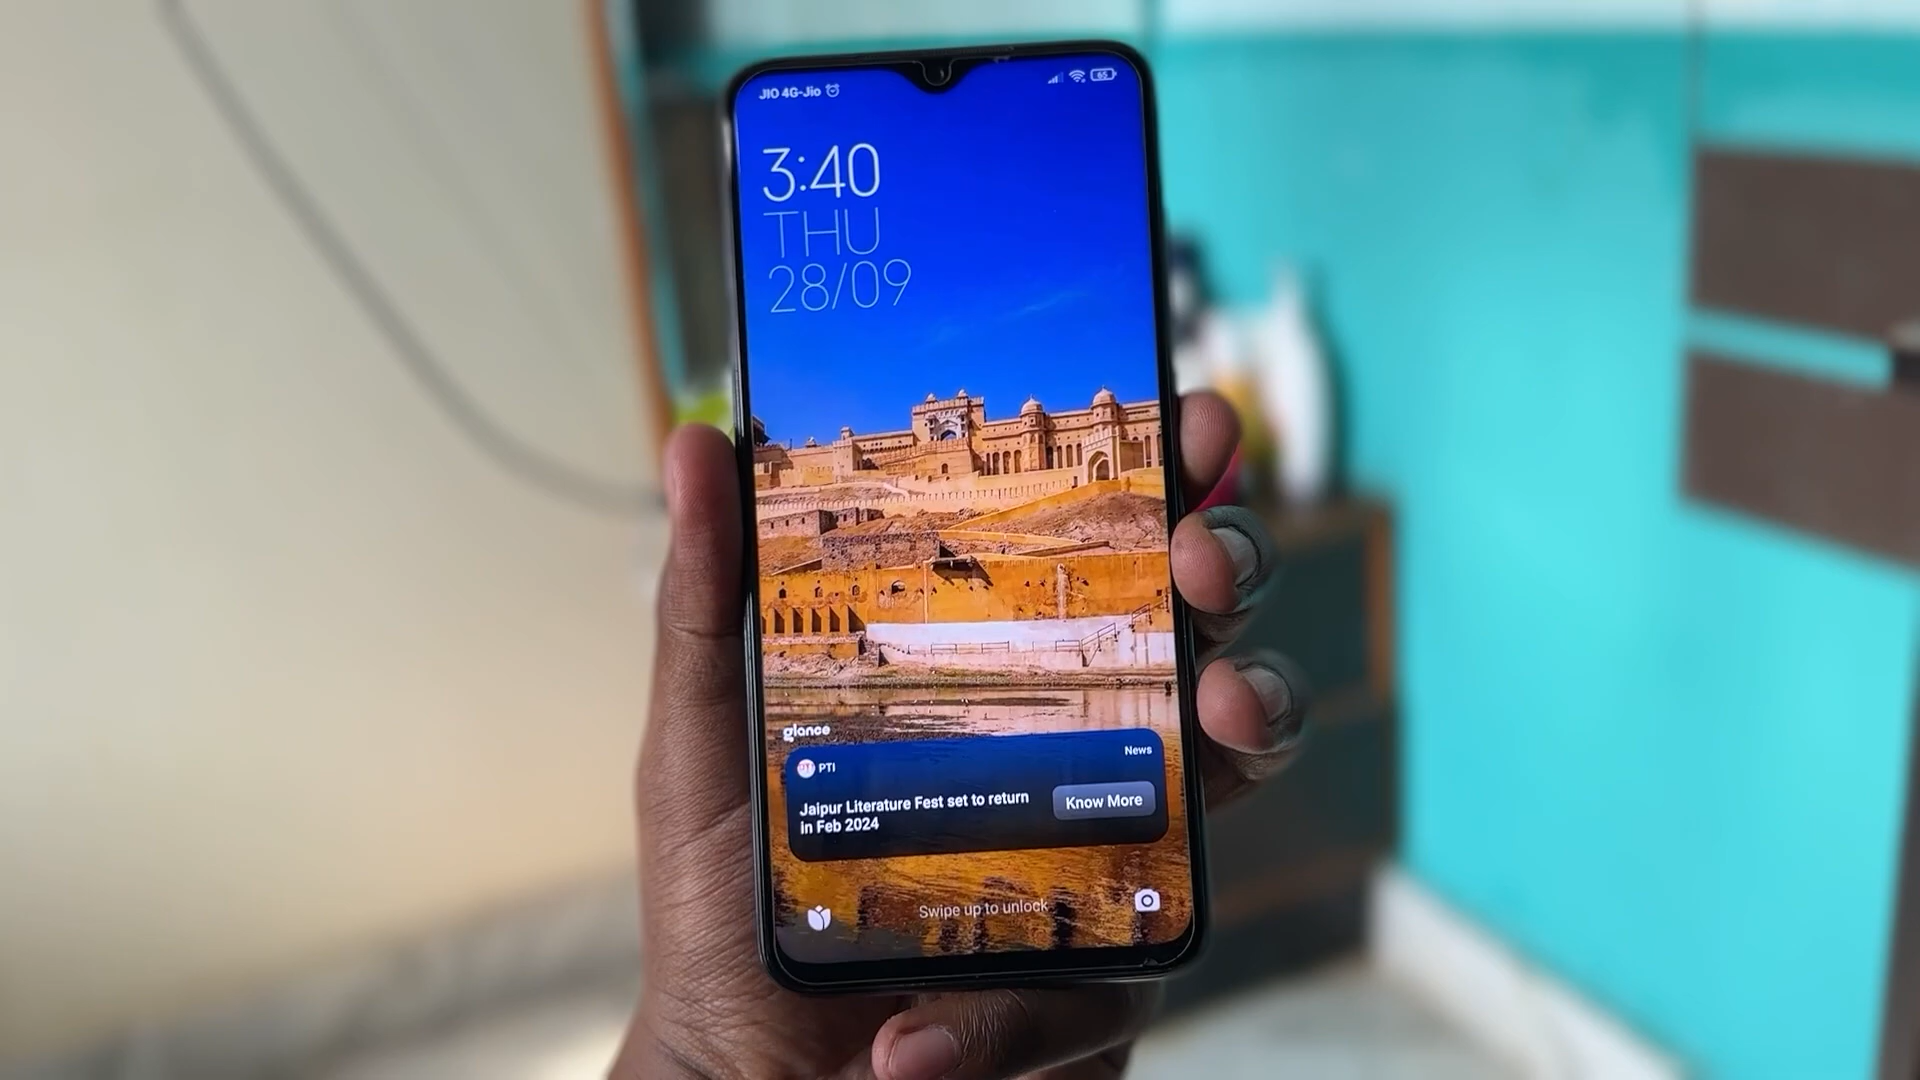 JIO 4G-Jio
65
3:40
THU
28/09
glance
News
PTI
Jaipur Literature Fest set to return
in Feb 2024
Know More
Swipe up to unlock